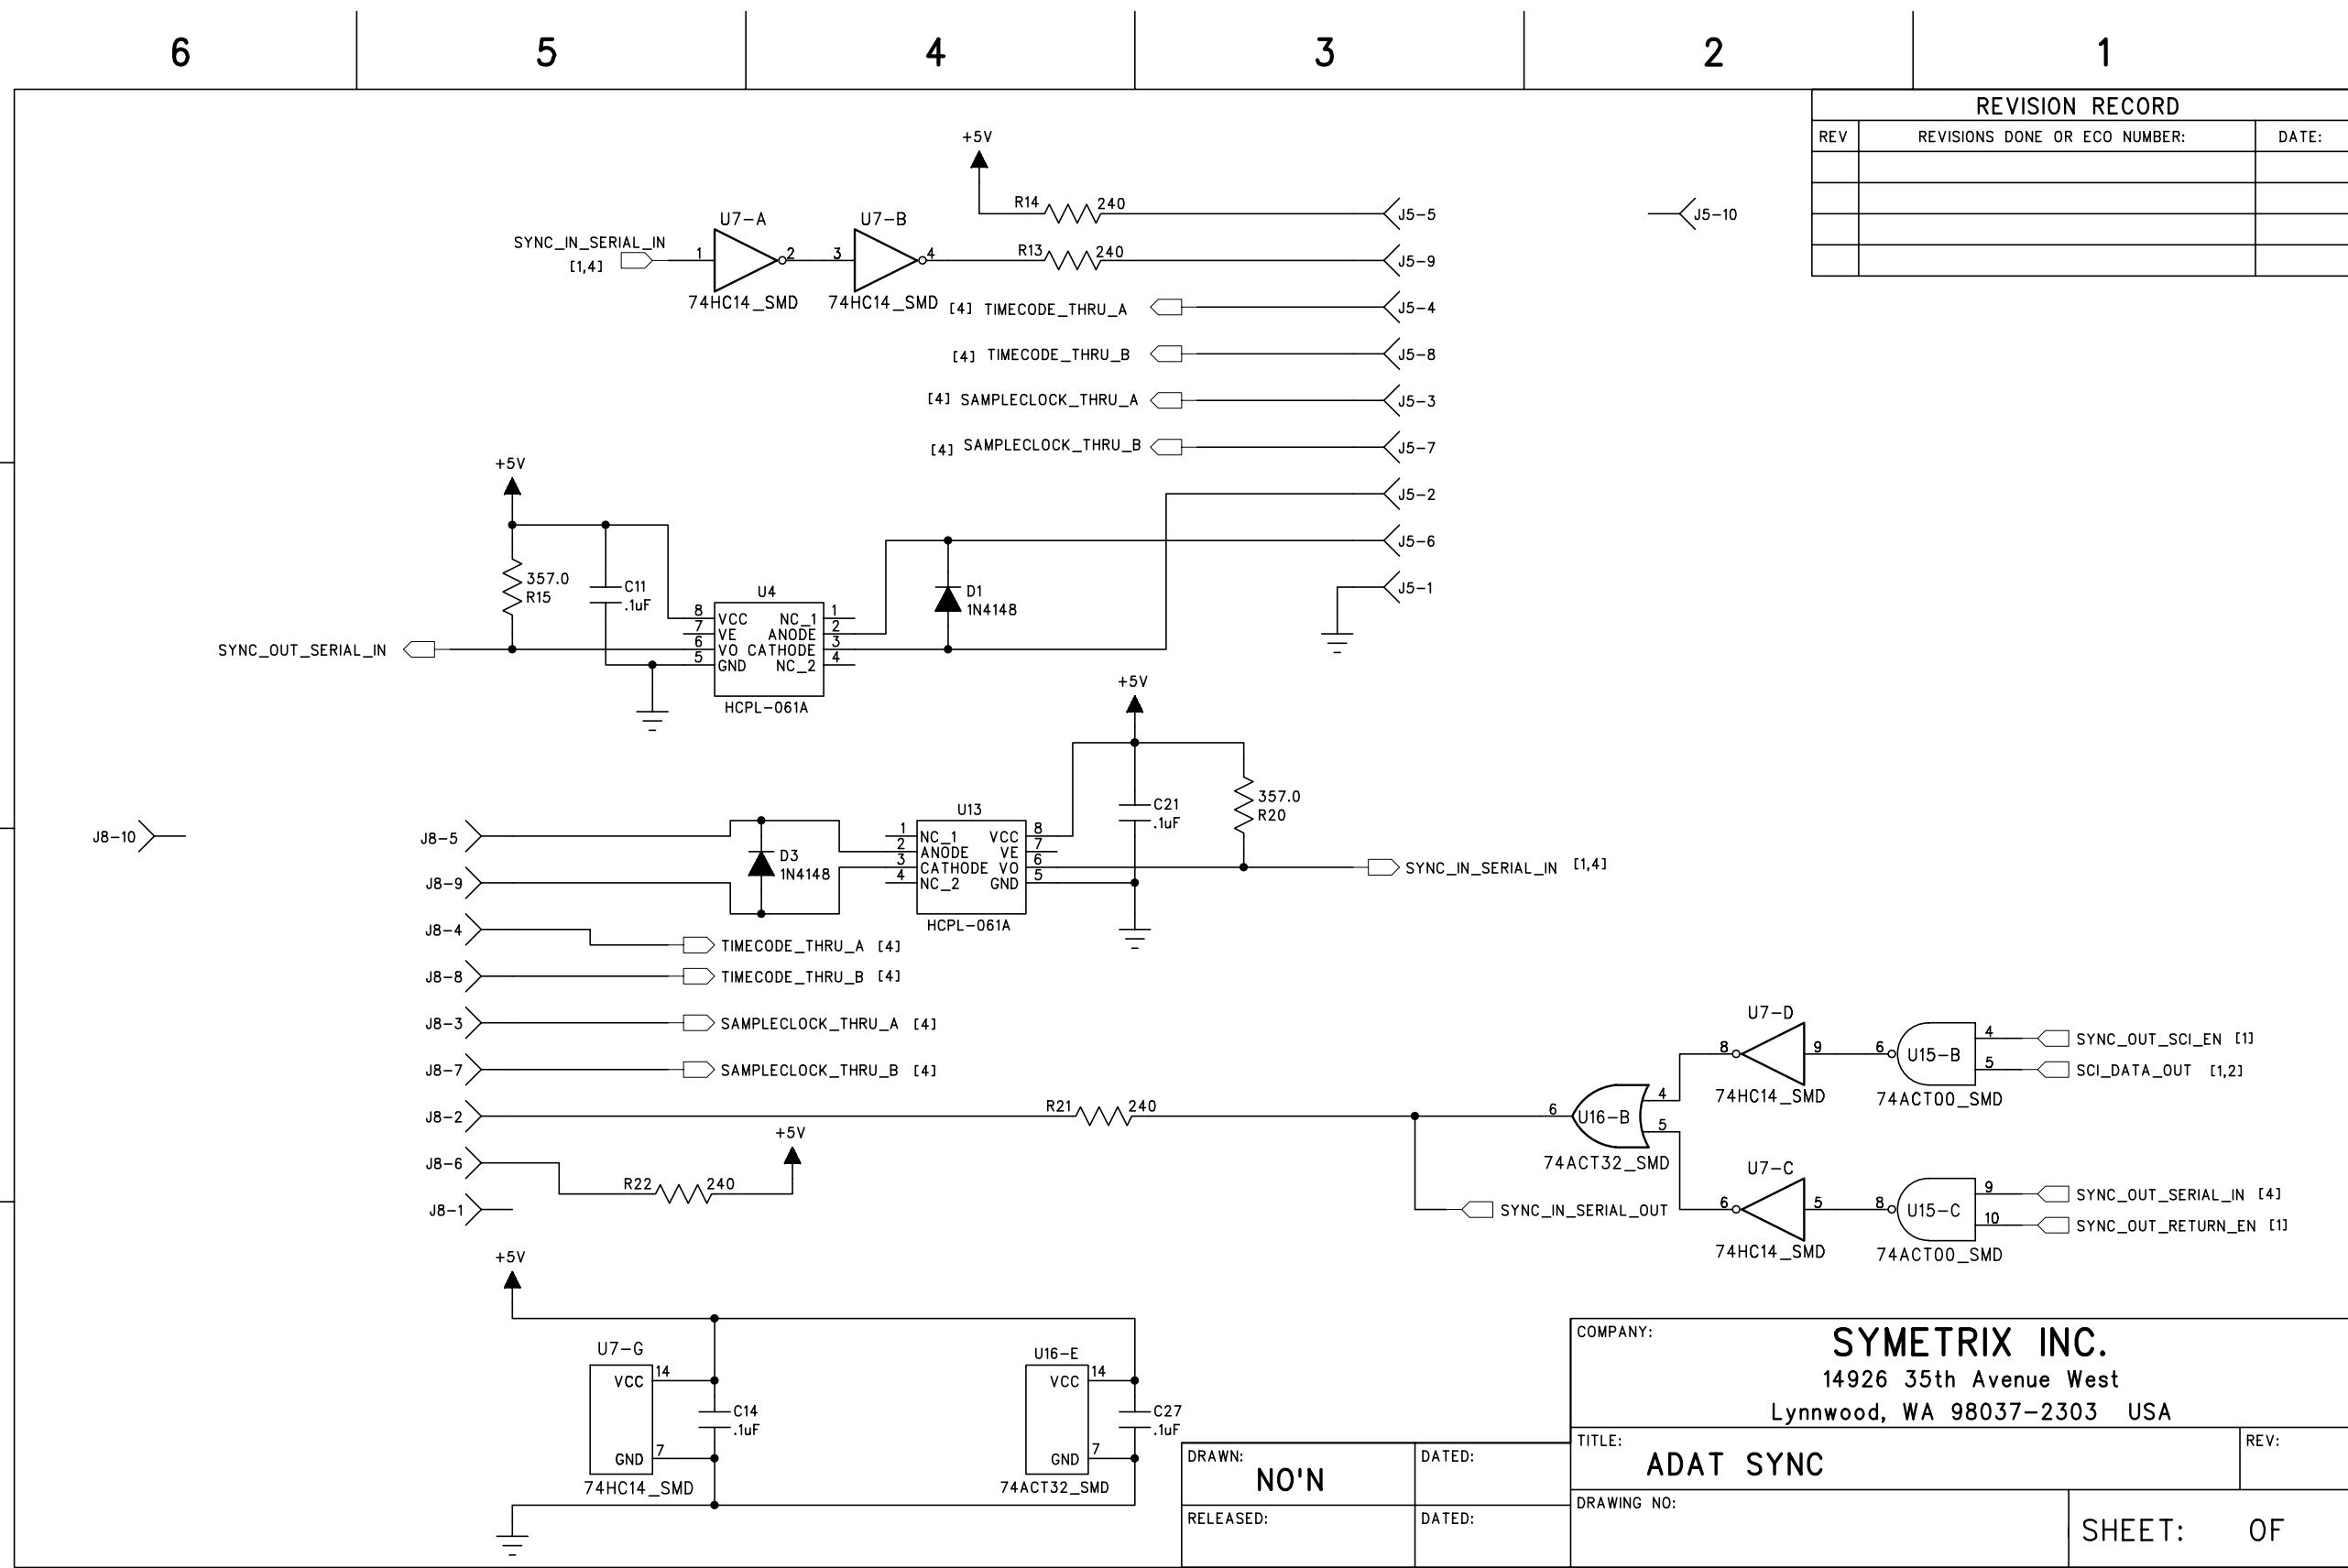 6 5 4 3 2 1
REVISION RECORD
REV REVISIONS DONE OR ECO NUMBER: DATE:
+5V
R14 240 J5-5
J5-10
U7-A U7-B
SYNC_IN_SERIAL_IN
[1,4]
1 2 3 4
R13 240 J5-9
74HC14_SMD 74HC14_SMD
[4] TIMECODE_THRU_A J5-4
[4] TIMECODE_THRU_B J5-8
[4] SAMPLECLOCK_THRU_A J5-3
[4] SAMPLECLOCK_THRU_B J5-7
+5V
J5-2
J5-6
357.0
R15
C11
.1uF
D1
1N4148
J5-1
U4
8 VCC NC_1 1
7 VE ANODE 2
6 VO CATHODE 3
5 GND NC_2 4
HCPL-061A
SYNC_OUT_SERIAL_IN
+5V
C21
.1uF
357.0
R20
J8-10
J8-5
J8-9
D3
1N4148
U13
1 NC_1 VCC 8
2 ANODE VE 7
3 CATHODE VO 6
4 NC_2 GND 5
HCPL-061A
SYNC_IN_SERIAL_IN [1,4]
J8-4 TIMECODE_THRU_A [4]
J8-8 TIMECODE_THRU_B [4]
J8-3 SAMPLECLOCK_THRU_A [4]
J8-7 SAMPLECLOCK_THRU_B [4]
J8-2 R21 240
J8-6 R22 240 +5V
J8-1
U7-D
8 9
74HC14_SMD
6 U15-B 4 5
74ACT00_SMD
SYNC_OUT_SCI_EN [1]
SCI_DATA_OUT [1,2]
6 U16-B 4 5
74ACT32_SMD
U7-C
6 5
74HC14_SMD
8 U15-C 9 10
74ACT00_SMD
SYNC_OUT_SERIAL_IN [4]
SYNC_OUT_RETURN_EN [1]
SYNC_IN_SERIAL_OUT
+5V
U7-G
VCC 14
GND 7
74HC14_SMD
C14
.1uF
U16-E
VCC 14
GND 7
74ACT32_SMD
C27
.1uF
COMPANY:
SYMETRIX INC.
14926 35th Avenue West
Lynnwood, WA 98037-2303 USA
TITLE:
ADAT SYNC
REV:
DRAWN:
NO'N
DATED:
RELEASED:
DATED:
DRAWING NO:
SHEET: OF